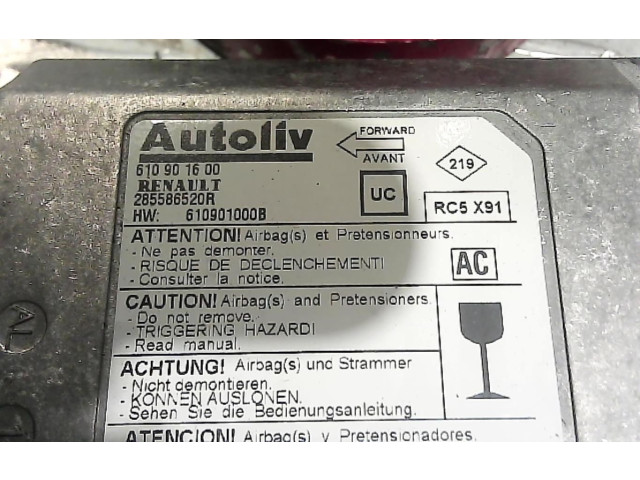 Autoliv
FORWARD
AVANT
219
610 90 16 00
RENAULT
285586520R
HW: 610901000B
UC
RC5 X91
ATTENTION! Airbag(s) et Pretensionneurs.
- Ne pas demonter.
- RISQUE DE DECLENCHEMENT!
- Consulter la notice.
AC
CAUTION! Airbag(s) and Pretensioners.
- Do not remove.
- TRIGGERING HAZARD!
- Read manual.
ACHTUNG! Airbag(s) und Strammer
- Nicht demontieren.
- KONNEN AUSLONEN.
- Sehen Sie die Bedienungsanleitung.
ATENCION! Airbag(s) y Pretensionadores.
AL